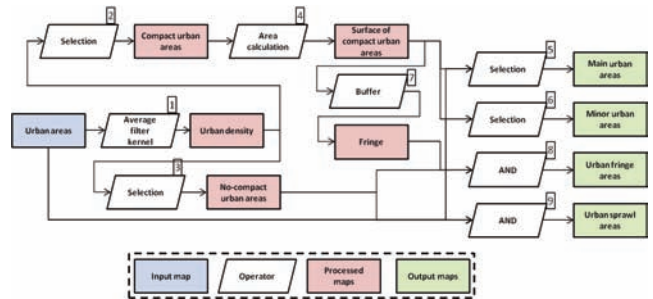 2
4
Selection
Compact urban
areas
Area
calculation
Surface of
compact urban
areas
5
Selection
Main urban
areas
7
Buffer
6
Selection
Minor urban
areas
1
Urban areas
Average
filter
kernel
Urban density
Fringe
8
AND
Urban fringe
areas
3
Selection
No-compact
urban areas
9
AND
Urban sprawl
areas
Input map
Operator
Processed
maps
Output maps